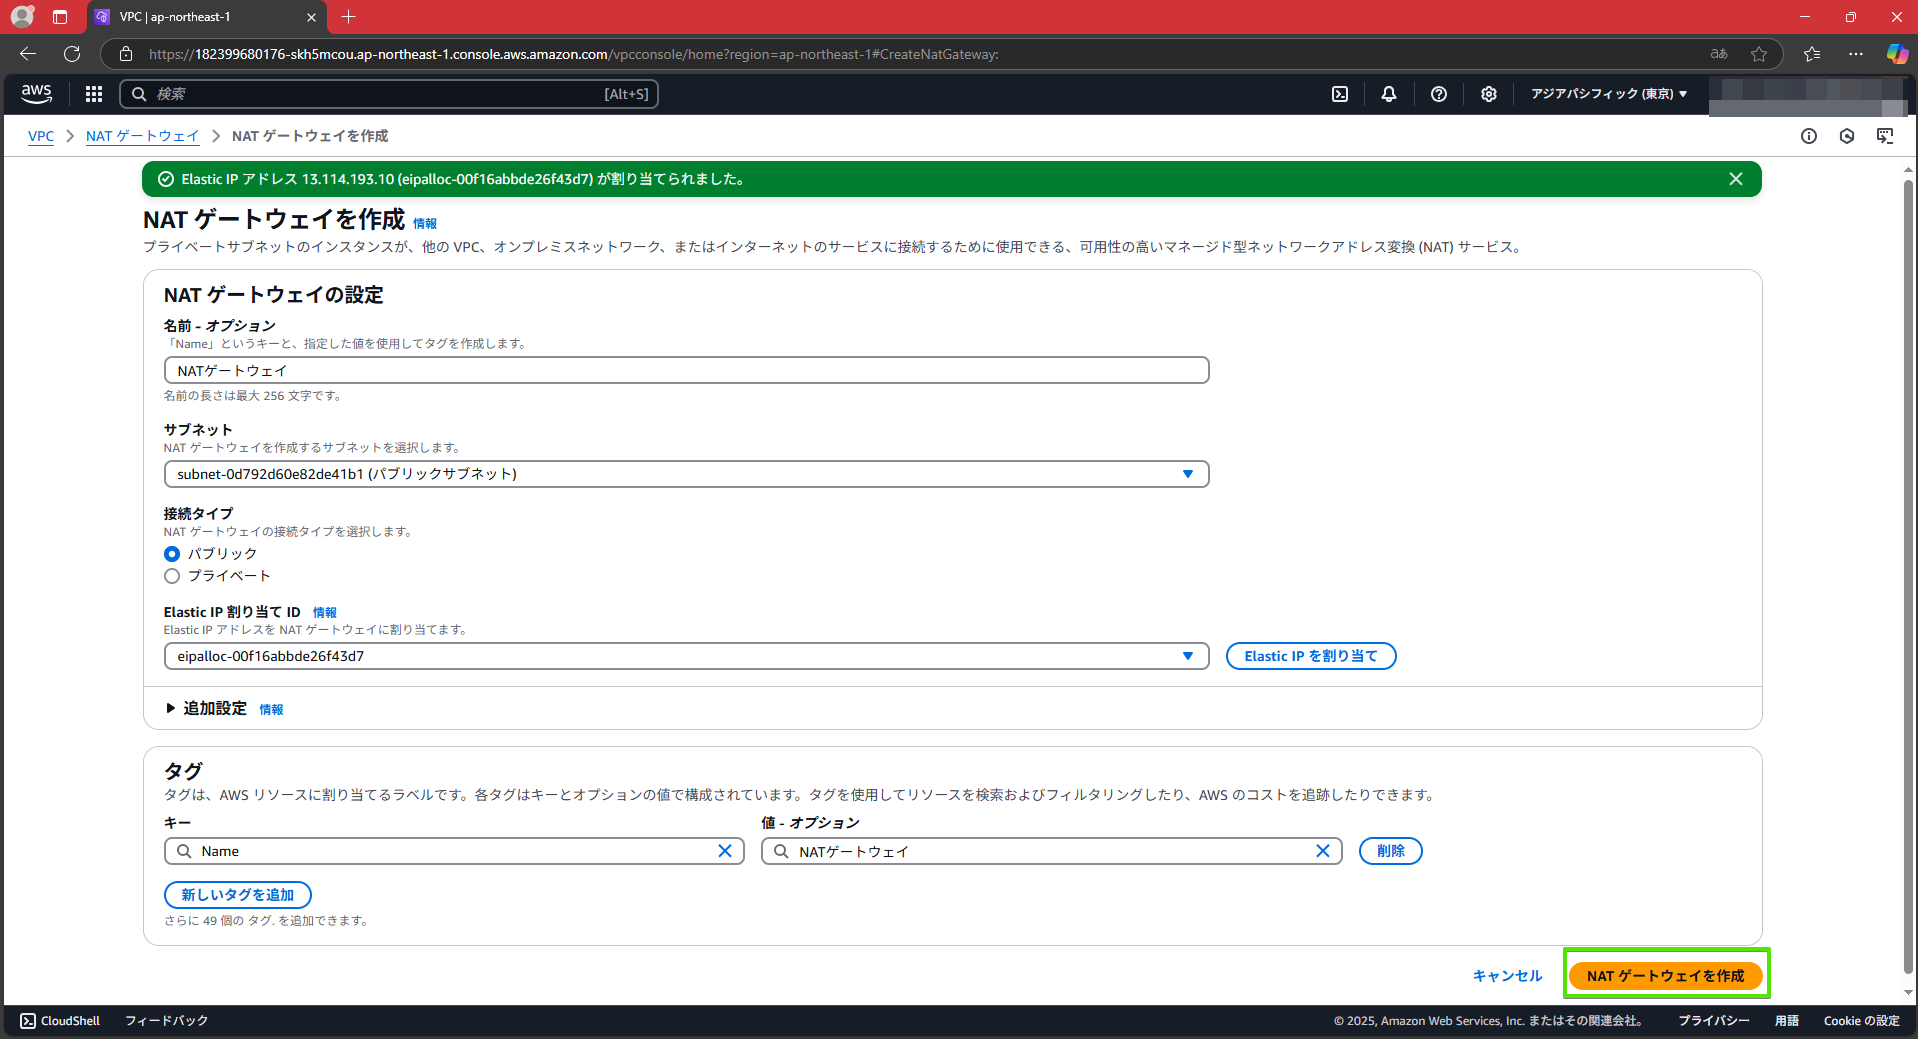 VPC | ap-northeast-1
https://182399680176-skh5mcou.ap-northeast-1.console.aws.amazon.com/vpcconsole/home?region=ap-northeast-1#CreateNatGateway:
aあ
aws
検索
[Alt+S]
アジアパシフィック (東京)
VPC
NAT ゲートウェイ
NAT ゲートウェイを作成
Elastic IP アドレス 13.114.193.10 (eipalloc-00f16abbde26f43d7) が割り当てられました。
NAT ゲートウェイを作成 情報
プライベートサブネットのインスタンスが、他の VPC、オンプレミスネットワーク、またはインターネットのサービスに接続するために使用できる、可用性の高いマネージド型ネットワークアドレス変換 (NAT) サービス。
NAT ゲートウェイの設定
名前 - オプション
「Name」というキーと、指定した値を使用してタグを作成します。
NATゲートウェイ
名前の長さは最大 256 文字です。
サブネット
NAT ゲートウェイを作成するサブネットを選択します。
subnet-0d792d60e82de41b1 (パブリックサブネット)
接続タイプ
NAT ゲートウェイの接続タイプを選択します。
パブリック
プライベート
Elastic IP 割り当て ID 情報
Elastic IP アドレスを NAT ゲートウェイに割り当てます。
eipalloc-00f16abbde26f43d7
Elastic IP を割り当て
追加設定 情報
タグ
タグは、AWS リソースに割り当てるラベルです。各タグはキーとオプションの値で構成されています。タグを使用してリソースを検索およびフィルタリングしたり、AWS のコストを追跡したりできます。
キー
値 - オプション
Name
NATゲートウェイ
削除
新しいタグを追加
さらに 49 個の タグ. を追加できます。
キャンセル
NAT ゲートウェイを作成
CloudShell
フィードバック
© 2025, Amazon Web Services, Inc. またはその関連会社。
プライバシー
用語
Cookie の設定